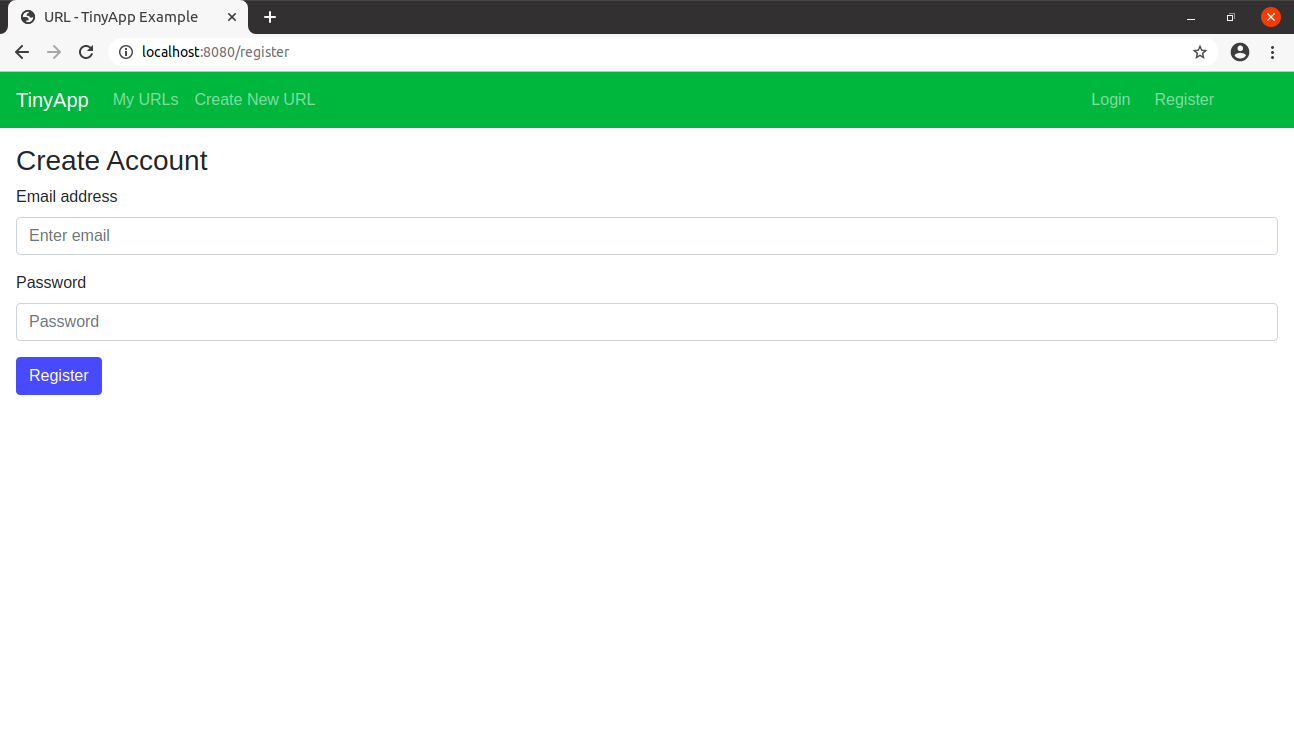 URL - TinyApp Example
localhost:8080/register
TinyApp My URLs Create New URL Login Register
Create Account
Email address
Enter email
Password
Password
Register